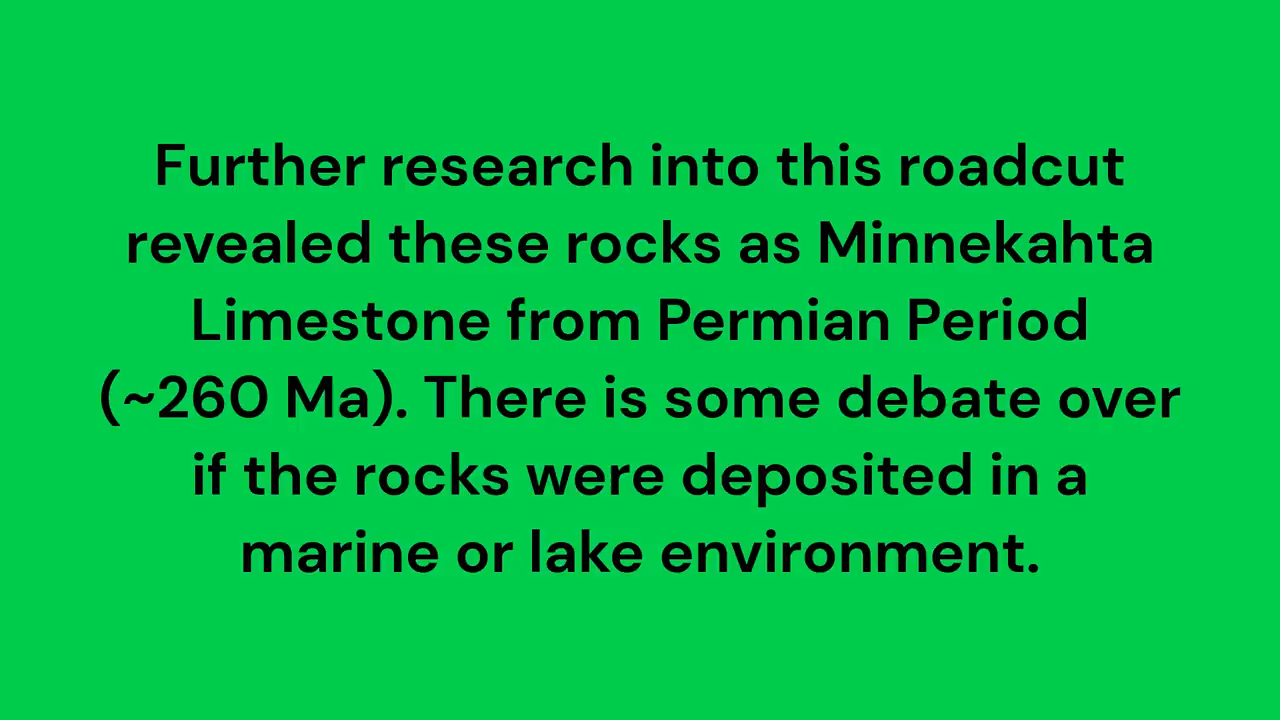 Further research into this roadcut
revealed these rocks as Minnekahta
Limestone from Permian Period
(~260 Ma). There is some debate over
if the rocks were deposited in a
marine or lake environment.